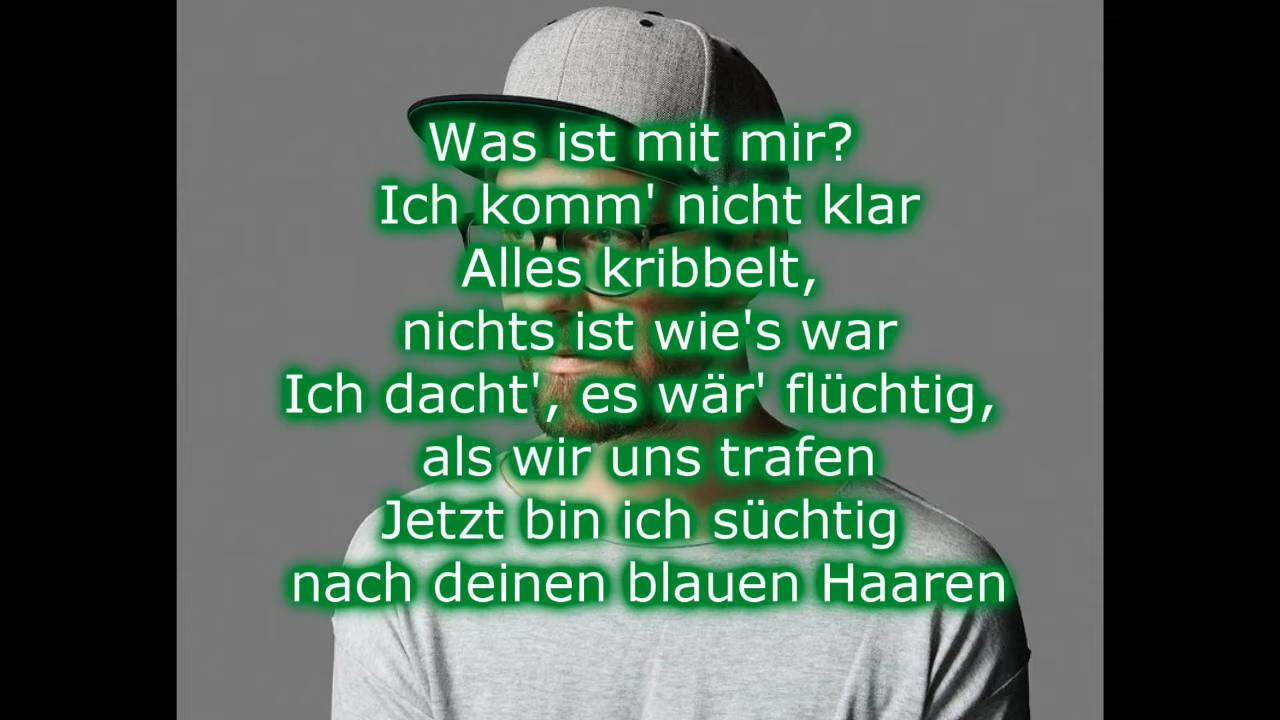 Was ist mit mir?
Ich komm' nicht klar
Alles kribbelt,
nichts ist wie's war
Ich dacht', es wär' flüchtig,
als wir uns trafen
Jetzt bin ich süchtig
nach deinen blauen Haaren